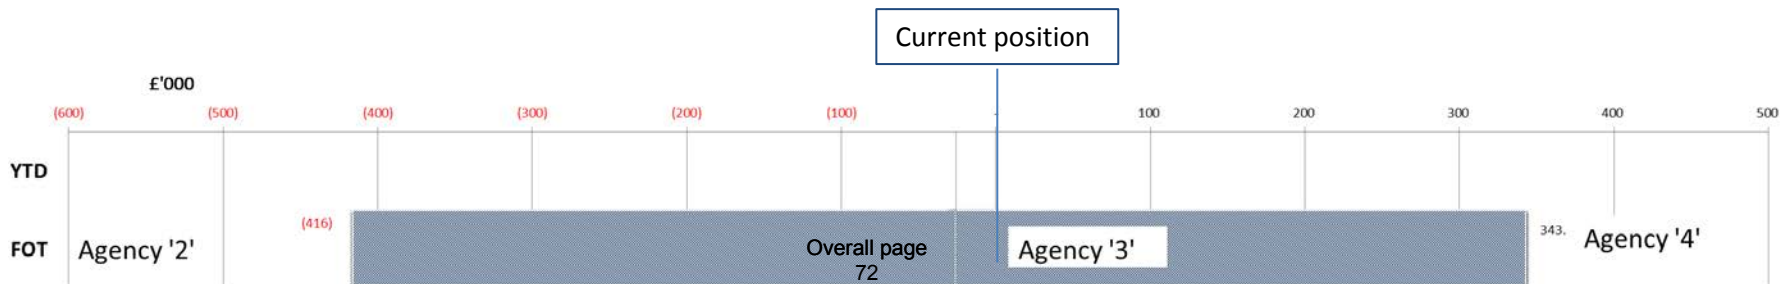 Current position
£'000
(600) (500) (400) (300) (200) (100) - 100 200 300 400 500
YTD
(416) 343.
FOT Agency '2' Agency '3' Agency '4'
Overall page
72